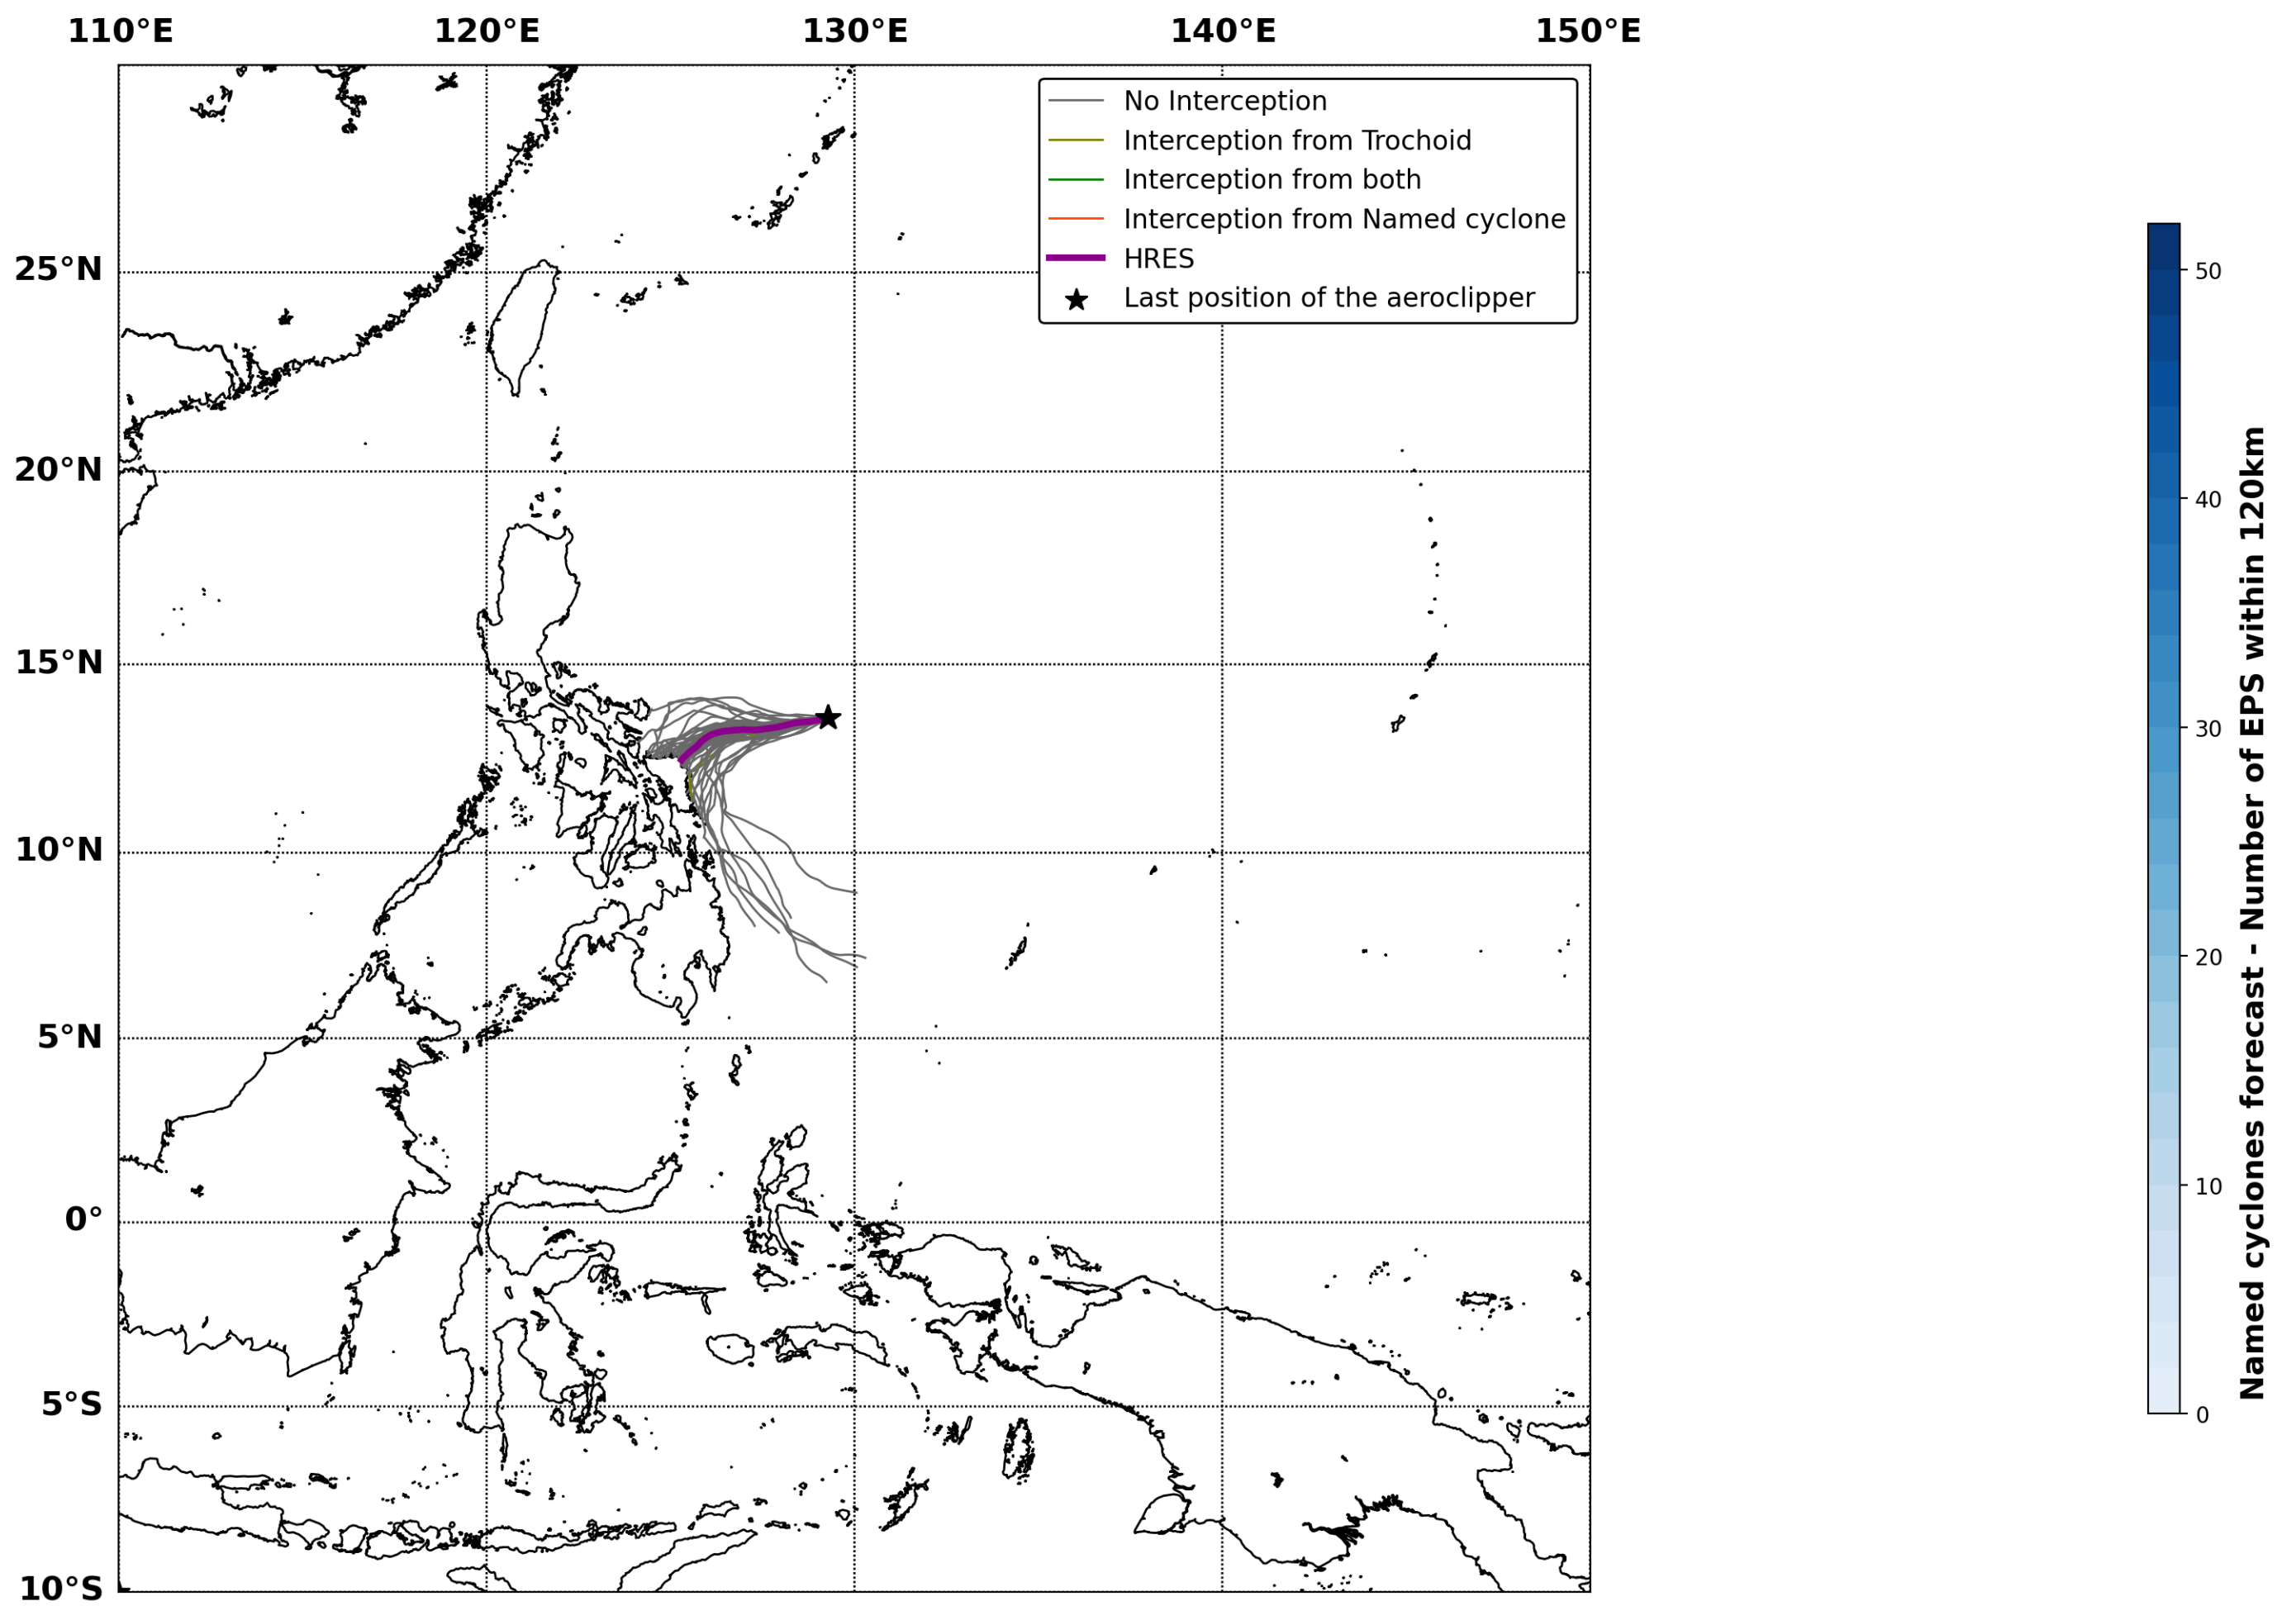 110°E 120°E 130°E 140°E 150°E
No Interception
Interception from Trochoid
Interception from both
Interception from Named cyclone
HRES
Last position of the aeroclipper
25°N
20°N
15°N
10°N
5°N
0°
5°S
10°S
50
40
30
20
10
0
Named cyclones forecast - Number of EPS within 120km